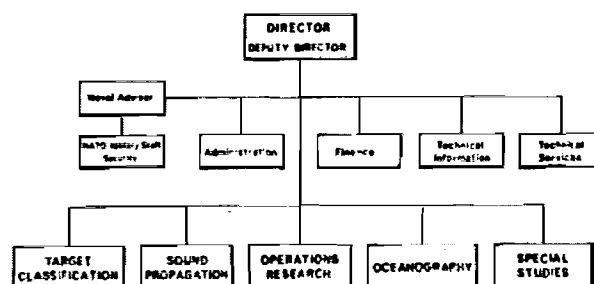 DIRECTOR
DEPUTY DIRECTOR
Naval Adviser
NATO Military Staff
Security
Administration
Finance
Technical
Information
Technical
Services
TARGET
CLASSIFICATION
SOUND
PROPAGATION
OPERATIONS
RESEARCH
OCEANOGRAPHY
SPECIAL
STUDIES